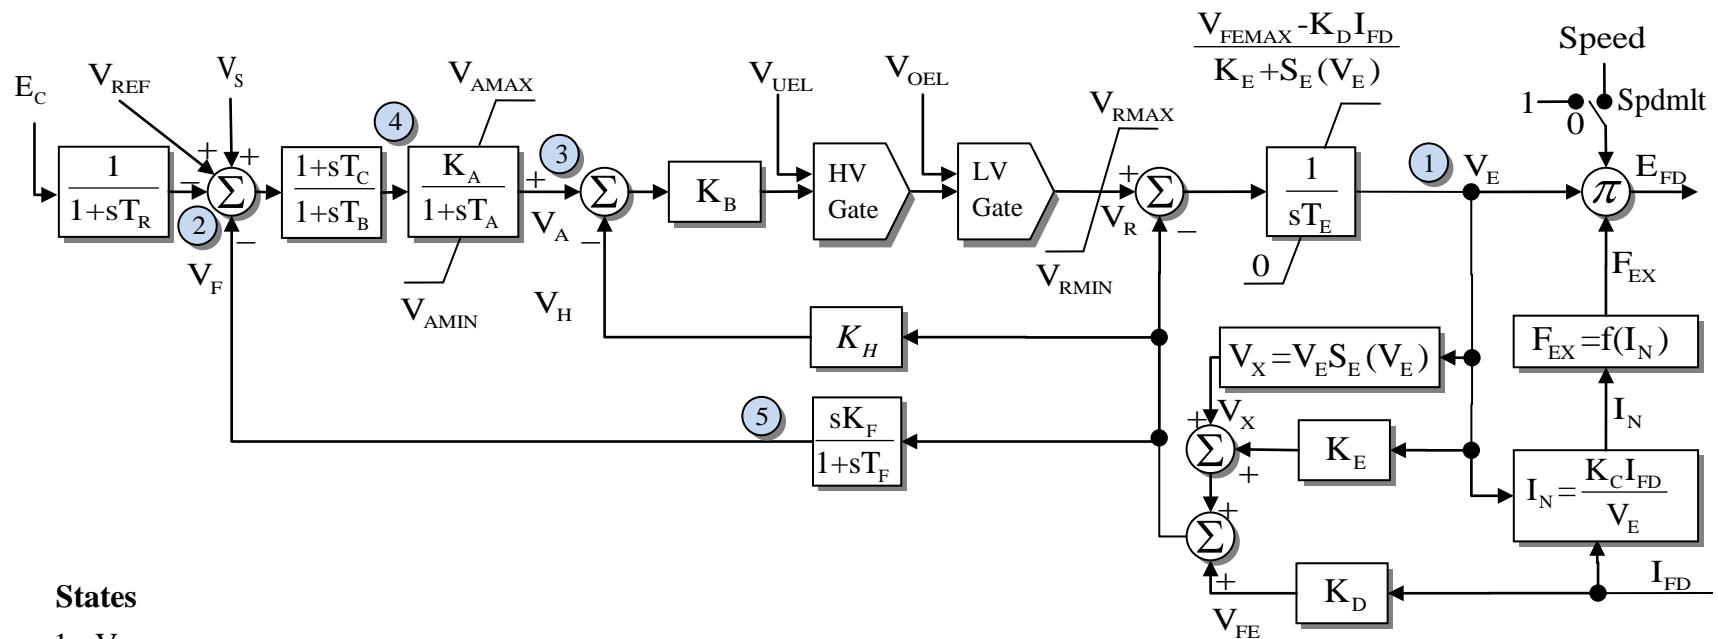 E_C
V_REF
V_S
+
+
−
−
2
V_F
1
1+sT_R
Σ
1+sT_C
1+sT_B
4
V_AMAX
K_A
1+sT_A
V_AMIN
3
+
V_A
−
V_H
Σ
K_B
V_UEL
HV
Gate
V_OEL
LV
Gate
V_RMAX
V_RMIN
+
V_R
−
Σ
V_FEMAX -K_D I_FD
K_E +S_E (V_E )
1
sT_E
0
1
V_E
Speed
1
0
Spdmlt
π
E_FD
F_EX
F_EX =f(I_N )
I_N
I_N = K_C I_FD
V_E
I_FD
K_H
V_X =V_E S_E (V_E )
+
V_X
Σ
+
K_E
5
sK_F
1+sT_F
+
Σ
+
K_D
V_FE
States